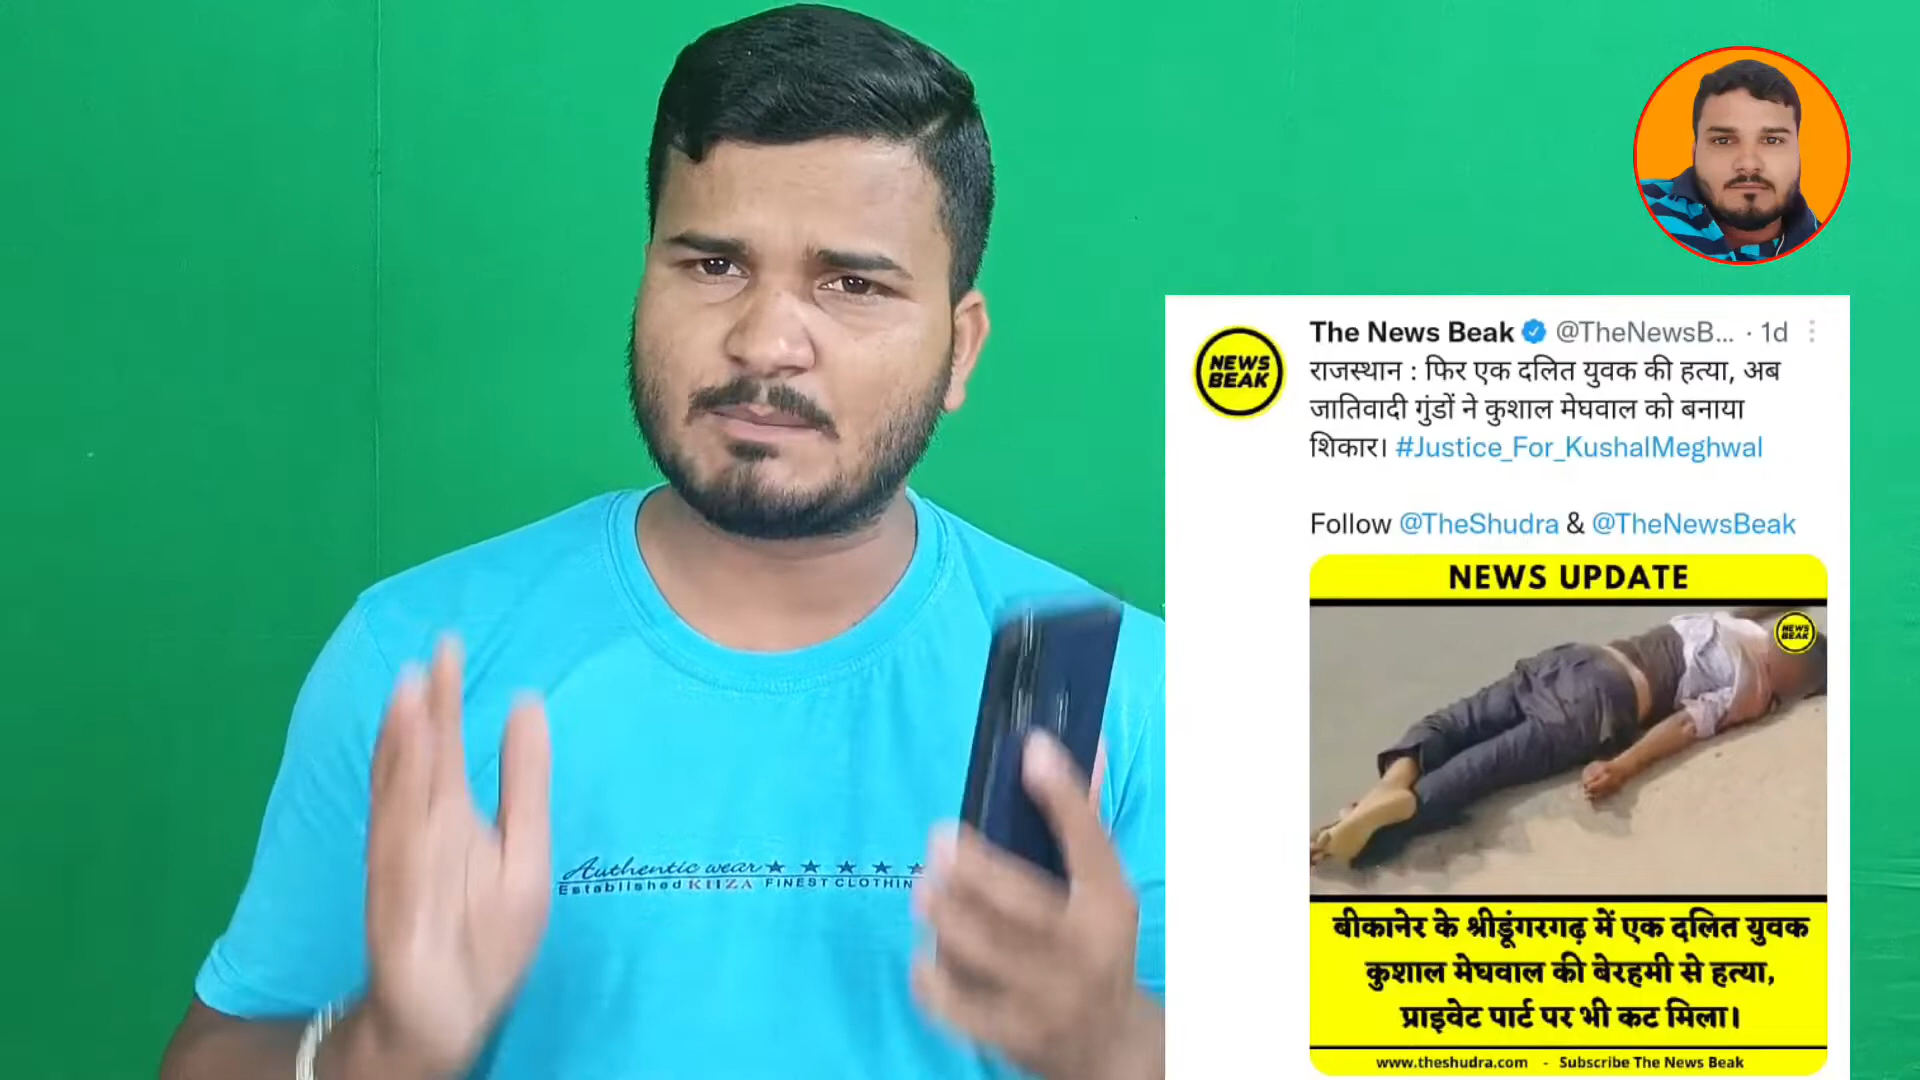 The News Beak @TheNewsB... · 1d
राजस्थान : फिर एक दलित युवक की हत्या, अब
जातिवादी गुंडों ने कुशाल मेघवाल को बनाया
शिकार। #Justice_For_KushalMeghwal
NEWS
BEAK
Follow @TheShudra & @TheNewsBeak
NEWS UPDATE
NEWS
BEAK
Authentic wear
Established KIIZA FINEST CLOTHIN
बीकानेर के श्रीडूंगरगढ़ में एक दलित युवक
कुशाल मेघवाल की बेरहमी से हत्या,
प्राइवेट पार्ट पर भी कट मिला।
www.theshudra.com - Subscribe The News Beak